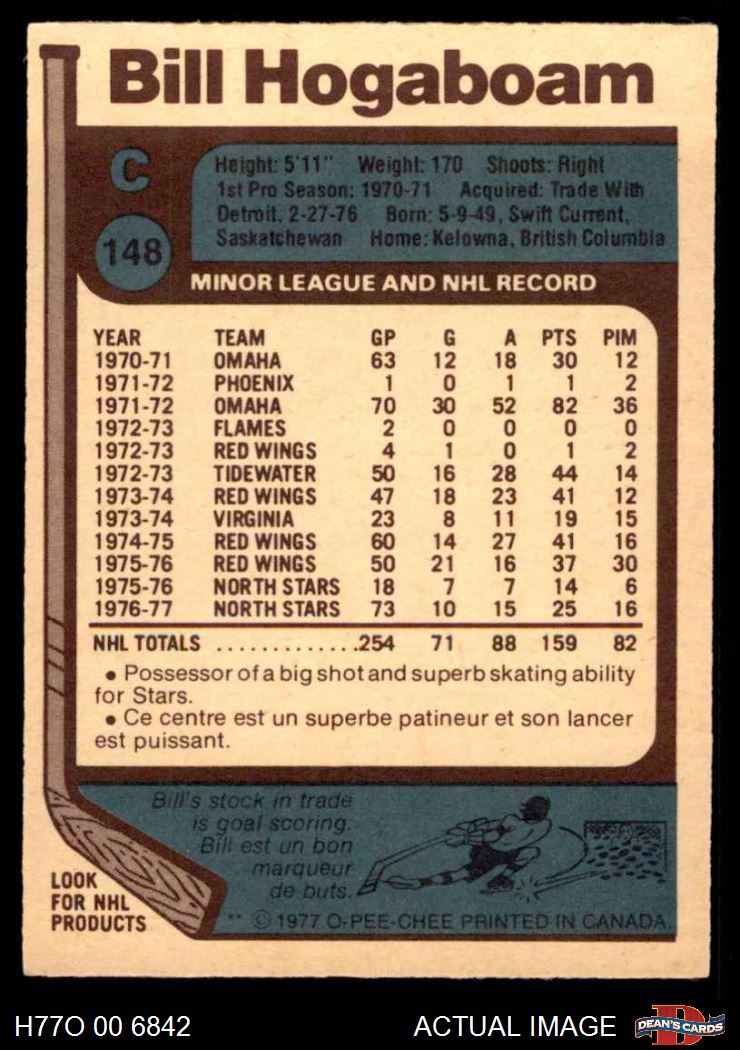 Bill Hogaboam
C
148
Height: 5'11" Weight: 170 Shoots: Right
1st Pro Season: 1970-71 Acquired: Trade With
Detroit, 2-27-76 Born: 5-9-49, Swift Current,
Saskatchewan Home: Kelowna, British Columbia
MINOR LEAGUE AND NHL RECORD
YEAR TEAM GP G A PTS PIM
1970-71 OMAHA 63 12 18 30 12
1971-72 PHOENIX 1 0 1 1 2
1971-72 OMAHA 70 30 52 82 36
1972-73 FLAMES 2 0 0 0 0
1972-73 RED WINGS 4 1 0 1 2
1972-73 TIDEWATER 50 16 28 44 14
1973-74 RED WINGS 47 18 23 41 12
1973-74 VIRGINIA 23 8 11 19 15
1974-75 RED WINGS 60 14 27 41 16
1975-76 RED WINGS 50 21 16 37 30
1975-76 NORTH STARS 18 7 7 14 6
1976-77 NORTH STARS 73 10 15 25 16
NHL TOTALS .............254 71 88 159 82
• Possessor of a big shot and superb skating ability
for Stars.
• Ce centre est un superbe patineur et son lancer
est puissant.
Bill's stock in trade
is goal scoring.
Bill est un bon
marqueur
de buts.
LOOK
FOR NHL
PRODUCTS
** © 1977 O-PEE-CHEE PRINTED IN CANADA.
H77O 00 6842
ACTUAL IMAGE
D
DEAN'S CARDS